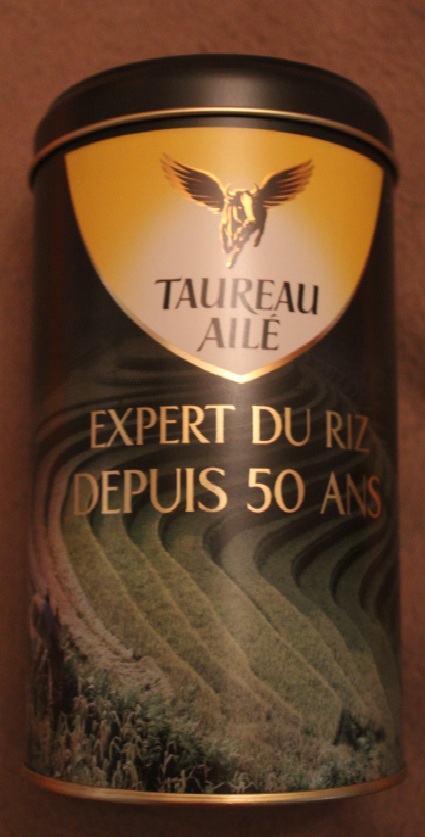 TAUREAU
AILÉ
EXPERT DU RIZ
DEPUIS 50 ANS